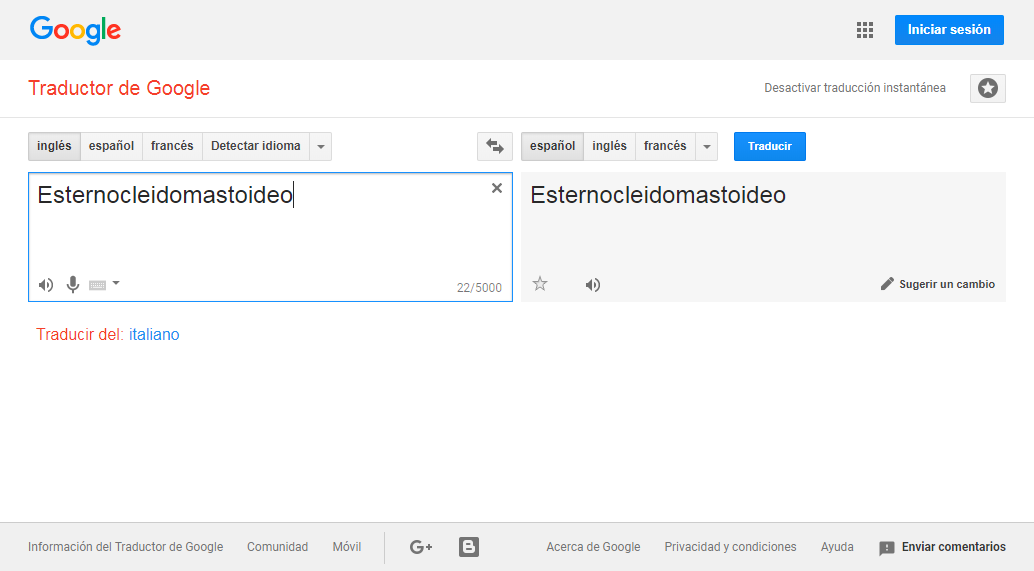 Google
Iniciar sesión
Traductor de Google
Desactivar traducción instantánea
inglés español francés Detectar idioma
español inglés francés Traducir
Esternocleidomastoideo
22/5000
Esternocleidomastoideo
Sugerir un cambio
Traducir del: italiano
Información del Traductor de Google Comunidad Móvil G+ B Acerca de Google Privacidad y condiciones Ayuda Enviar comentarios